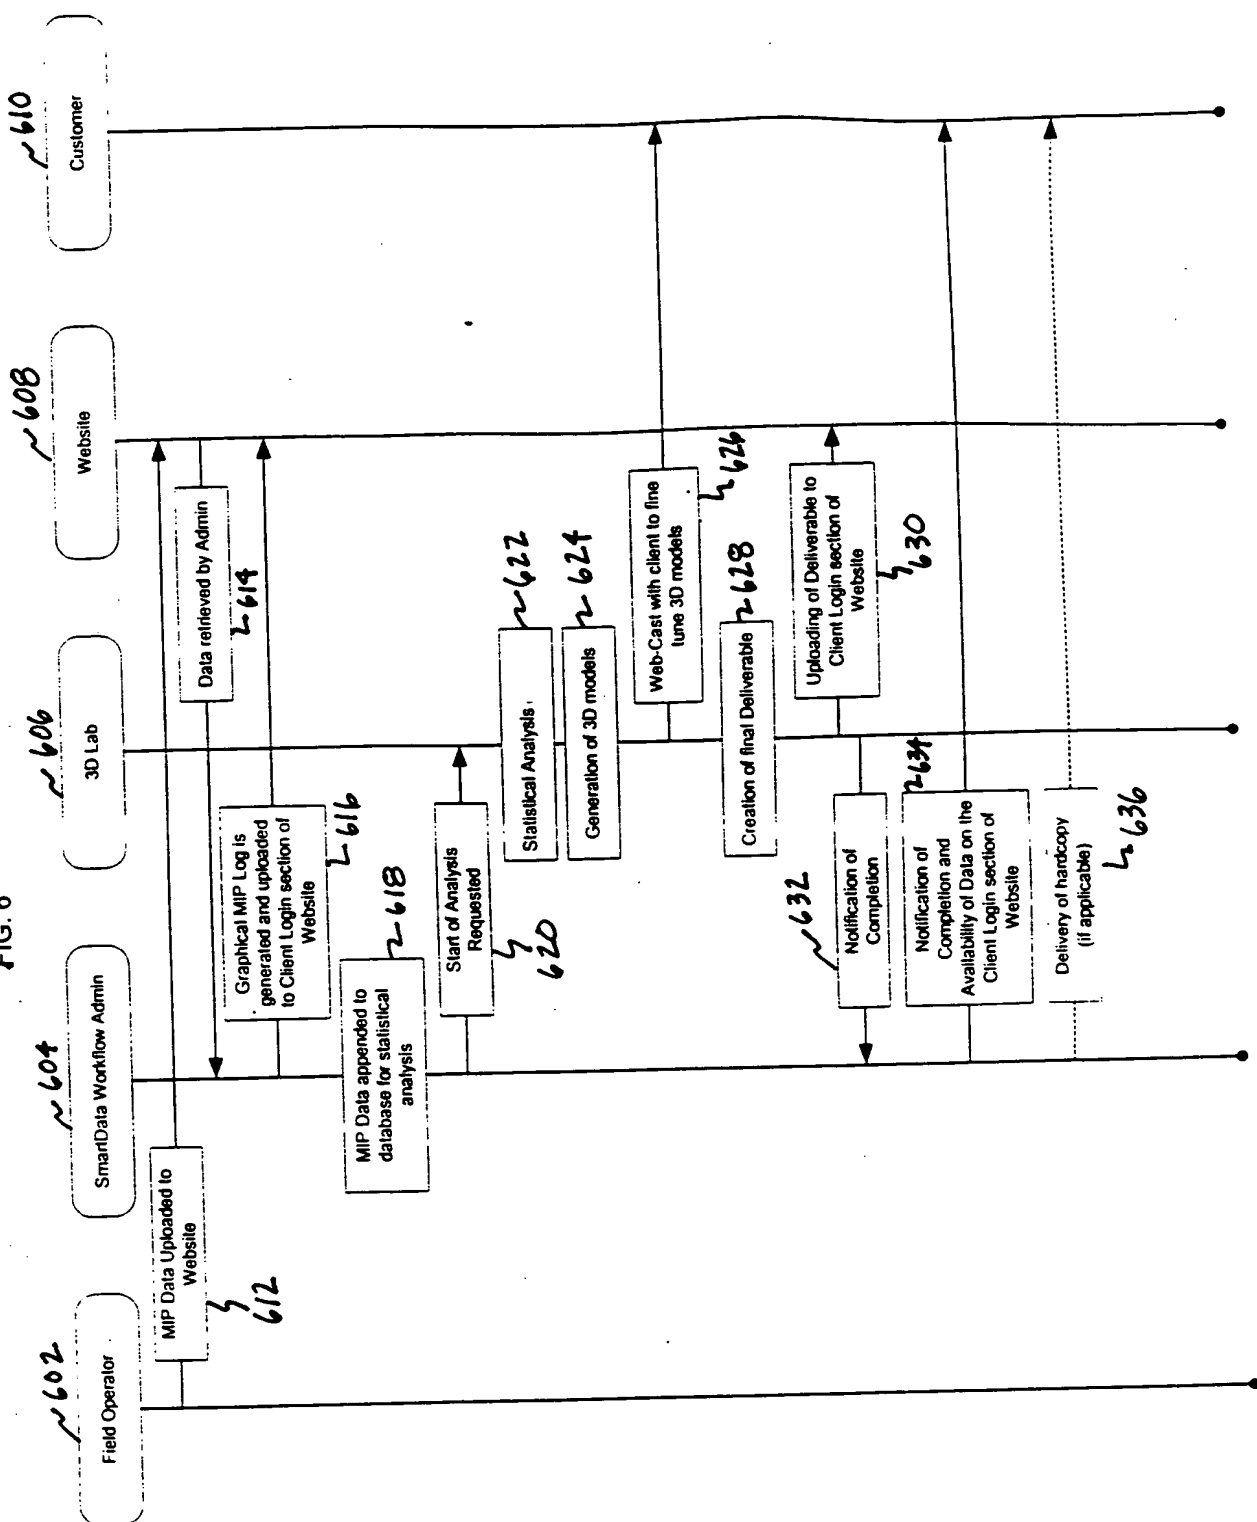 FIG. 6
602
Field Operator
604
SmartData Workflow Admin
606
3D Lab
608
Website
610
Customer
MIP Data Uploaded to
Website
612
Data retrieved by Admin
614
Graphical MIP Log is
generated and uploaded
to Client Login section of
Website
616
MIP Data appended to
database for statistical
analysis
618
Start of Analysis
Requested
620
Statistical Analysis
622
Generation of 3D models
624
Web-Cast with client to fine
tune 3D models
626
Creation of final Deliverable
628
Uploading of Deliverable to
Client Login section of
Website
630
Notification of
Completion
632
Notification of
Completion and
Availability of Data on the
Client Login section of
Website
634
Delivery of hardcopy
(if applicable)
636